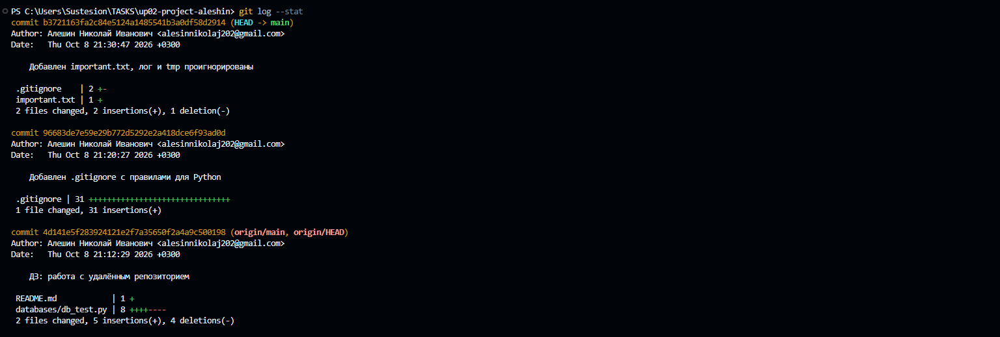 PS C:\Users\Sustesion\TASKS\up02-project-aleshin> git log --stat
commit b3721163fa2c84e5124a1485541b3a0df58d2914 (HEAD -> main)
Author: Алешин Николай Иванович <alesinnikolaj202@gmail.com>
Date:   Thu Oct 8 21:30:47 2026 +0300
    Добавлен important.txt, лог и tmp проигнорированы
 .gitignore    | 2 +-
 important.txt | 1 +
 2 files changed, 2 insertions(+), 1 deletion(-)
commit 96683de7e59e29b772d5292e2a418dce6f93ad0d
Author: Алешин Николай Иванович <alesinnikolaj202@gmail.com>
Date:   Thu Oct 8 21:20:27 2026 +0300
    Добавлен .gitignore с правилами для Python
 .gitignore | 31 +++++++++++++++++++++++++++++++
 1 file changed, 31 insertions(+)
commit 4d141e5f283924121e2f7a35650f2a4a9c500198 (origin/main, origin/HEAD)
Author: Алешин Николай Иванович <alesinnikolaj202@gmail.com>
Date:   Thu Oct 8 21:12:29 2026 +0300
    ДЗ: работа с удалённым репозиторием
 README.md            | 1 +
 databases/db_test.py | 8 ++++----
 2 files changed, 5 insertions(+), 4 deletions(-)